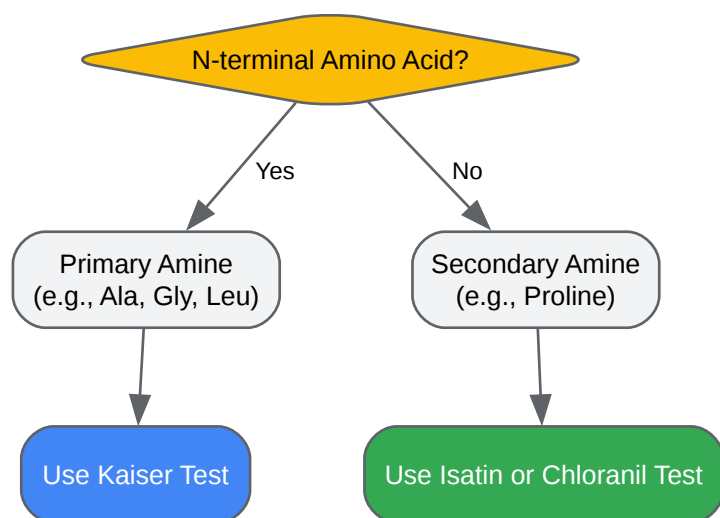 N-terminal Amino Acid?
Yes
No
Primary Amine
(e.g., Ala, Gly, Leu)
Secondary Amine
(e.g., Proline)
Use Kaiser Test
Use Isatin or Chloranil Test